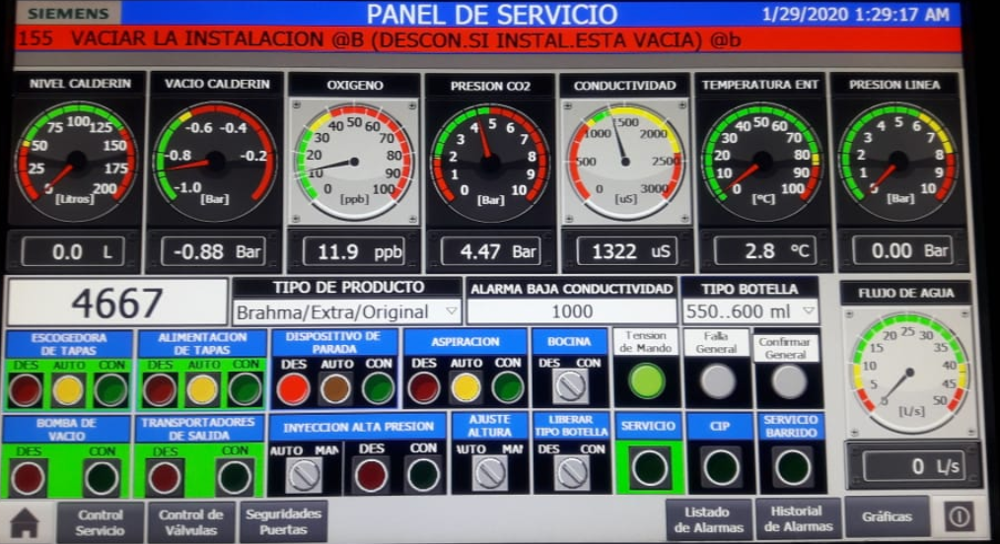 SIEMENS PANEL DE SERVICIO 1/29/2020 1:29:17 AM
155 VACIAR LA INSTALACION @B (DESCON.SI INSTAL.ESTA VACIA) @b
NIVEL CALDERIN VACIO CALDERIN OXIGENO PRESION CO2 CONDUCTIVIDAD TEMPERATURA ENT PRESION LINEA
25 50 75 100 125 150 175 200
[Litros]
-1.0 -0.8 -0.6 -0.4 -0.2
[Bar]
0 10 20 30 40 50 60 70 80 90 100
[ppb]
0 1 2 3 4 5 6 7 8 9 10
[Bar]
0 500 1000 1500 2000 2500 3000
[uS]
0 10 20 30 40 50 60 70 80 90 100
[°C]
1 2 3 4 5 6 7 8 9 10
[Bar]
0.0 L -0.88 Bar 11.9 ppb 4.47 Bar 1322 uS 2.8 °C 0.00 Bar
4667
TIPO DE PRODUCTO
Brahma/Extra/Original
ALARMA BAJA CONDUCTIVIDAD
1000
TIPO BOTELLA
550..600 ml
FLUJO DE AGUA
5 10 15 20 25 30 35 40 45 50
[L/s]
0 L/s
ESCOGEDORA
DE TAPAS
DES AUTO CON
ALIMENTACION
DE TAPAS
DES AUTO CON
DISPOSITIVO DE
PARADA
DES AUTO CON
ASPIRACION
DES AUTO CON
BOCINA
DES CON
Tension
de Mando
Falla
General
Confirmar
General
BOMBA DE
VACIO
DES CON
TRANSPORTADORES
DE SALIDA
DES CON
INYECCION ALTA PRESION
AUTO MAN DES CON
AJUSTE
ALTURA
LIBERAR
TIPO BOTELLA
DES CON
SERVICIO
CIP
SERVICIO
BARRIDO
Control
Servicio
Control de
Válvulas
Seguridades
Puertas
Listado
de Alarmas
Historial
de Alarmas
Gráficas